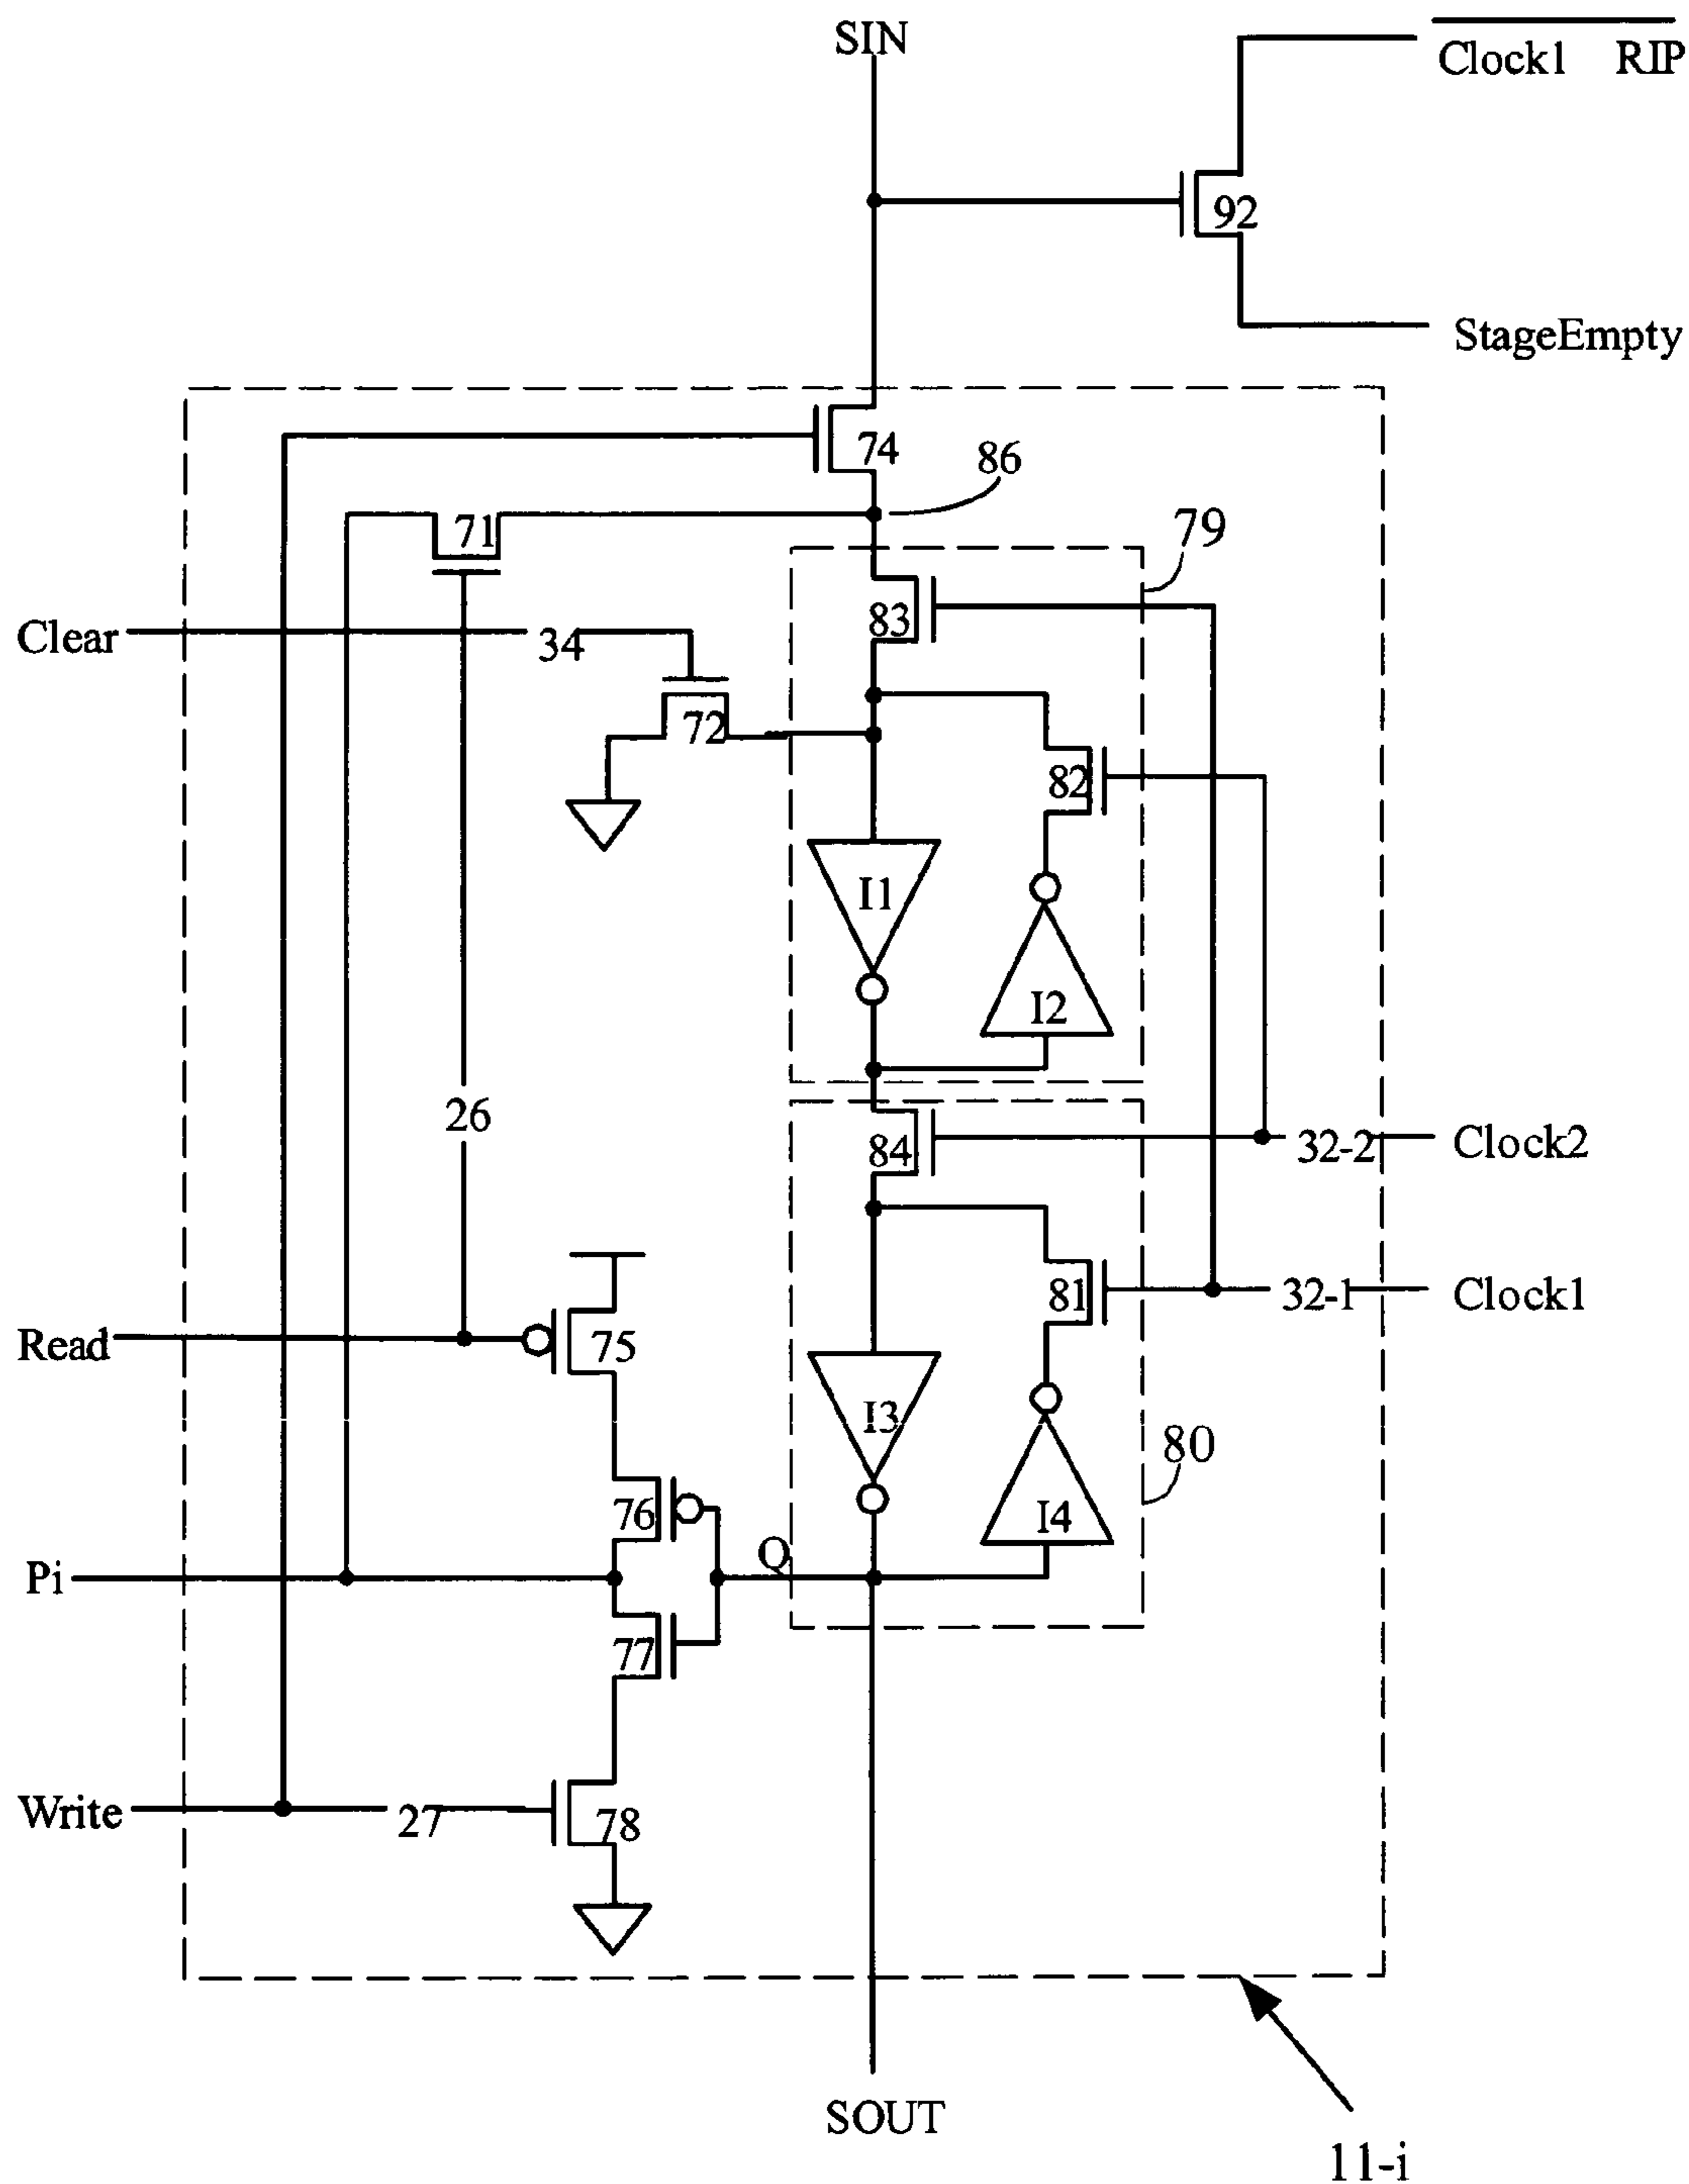 SIN
Clock1 RIP
92
StageEmpty
74
86
71
79
83
Clear
34
72
82
I1
I2
26
84
32-2
Clock2
81
32-1
Clock1
Read
75
I3
80
76
I4
Q
Pi
77
Write
27
78
SOUT
11-i